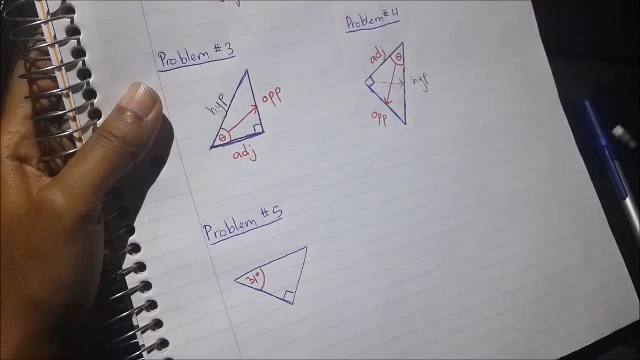 Problem #3
hyp
opp
θ
adj
Problem #4
adj
θ
hyp
opp
Problem #5
31°